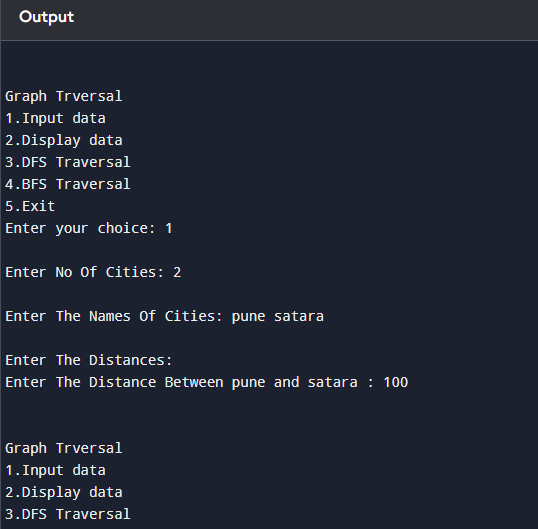 Output
Graph Trversal
1.Input data
2.Display data
3.DFS Traversal
4.BFS Traversal
5.Exit
Enter your choice: 1
Enter No Of Cities: 2
Enter The Names Of Cities: pune satara
Enter The Distances:
Enter The Distance Between pune and satara : 100
Graph Trversal
1.Input data
2.Display data
3.DFS Traversal